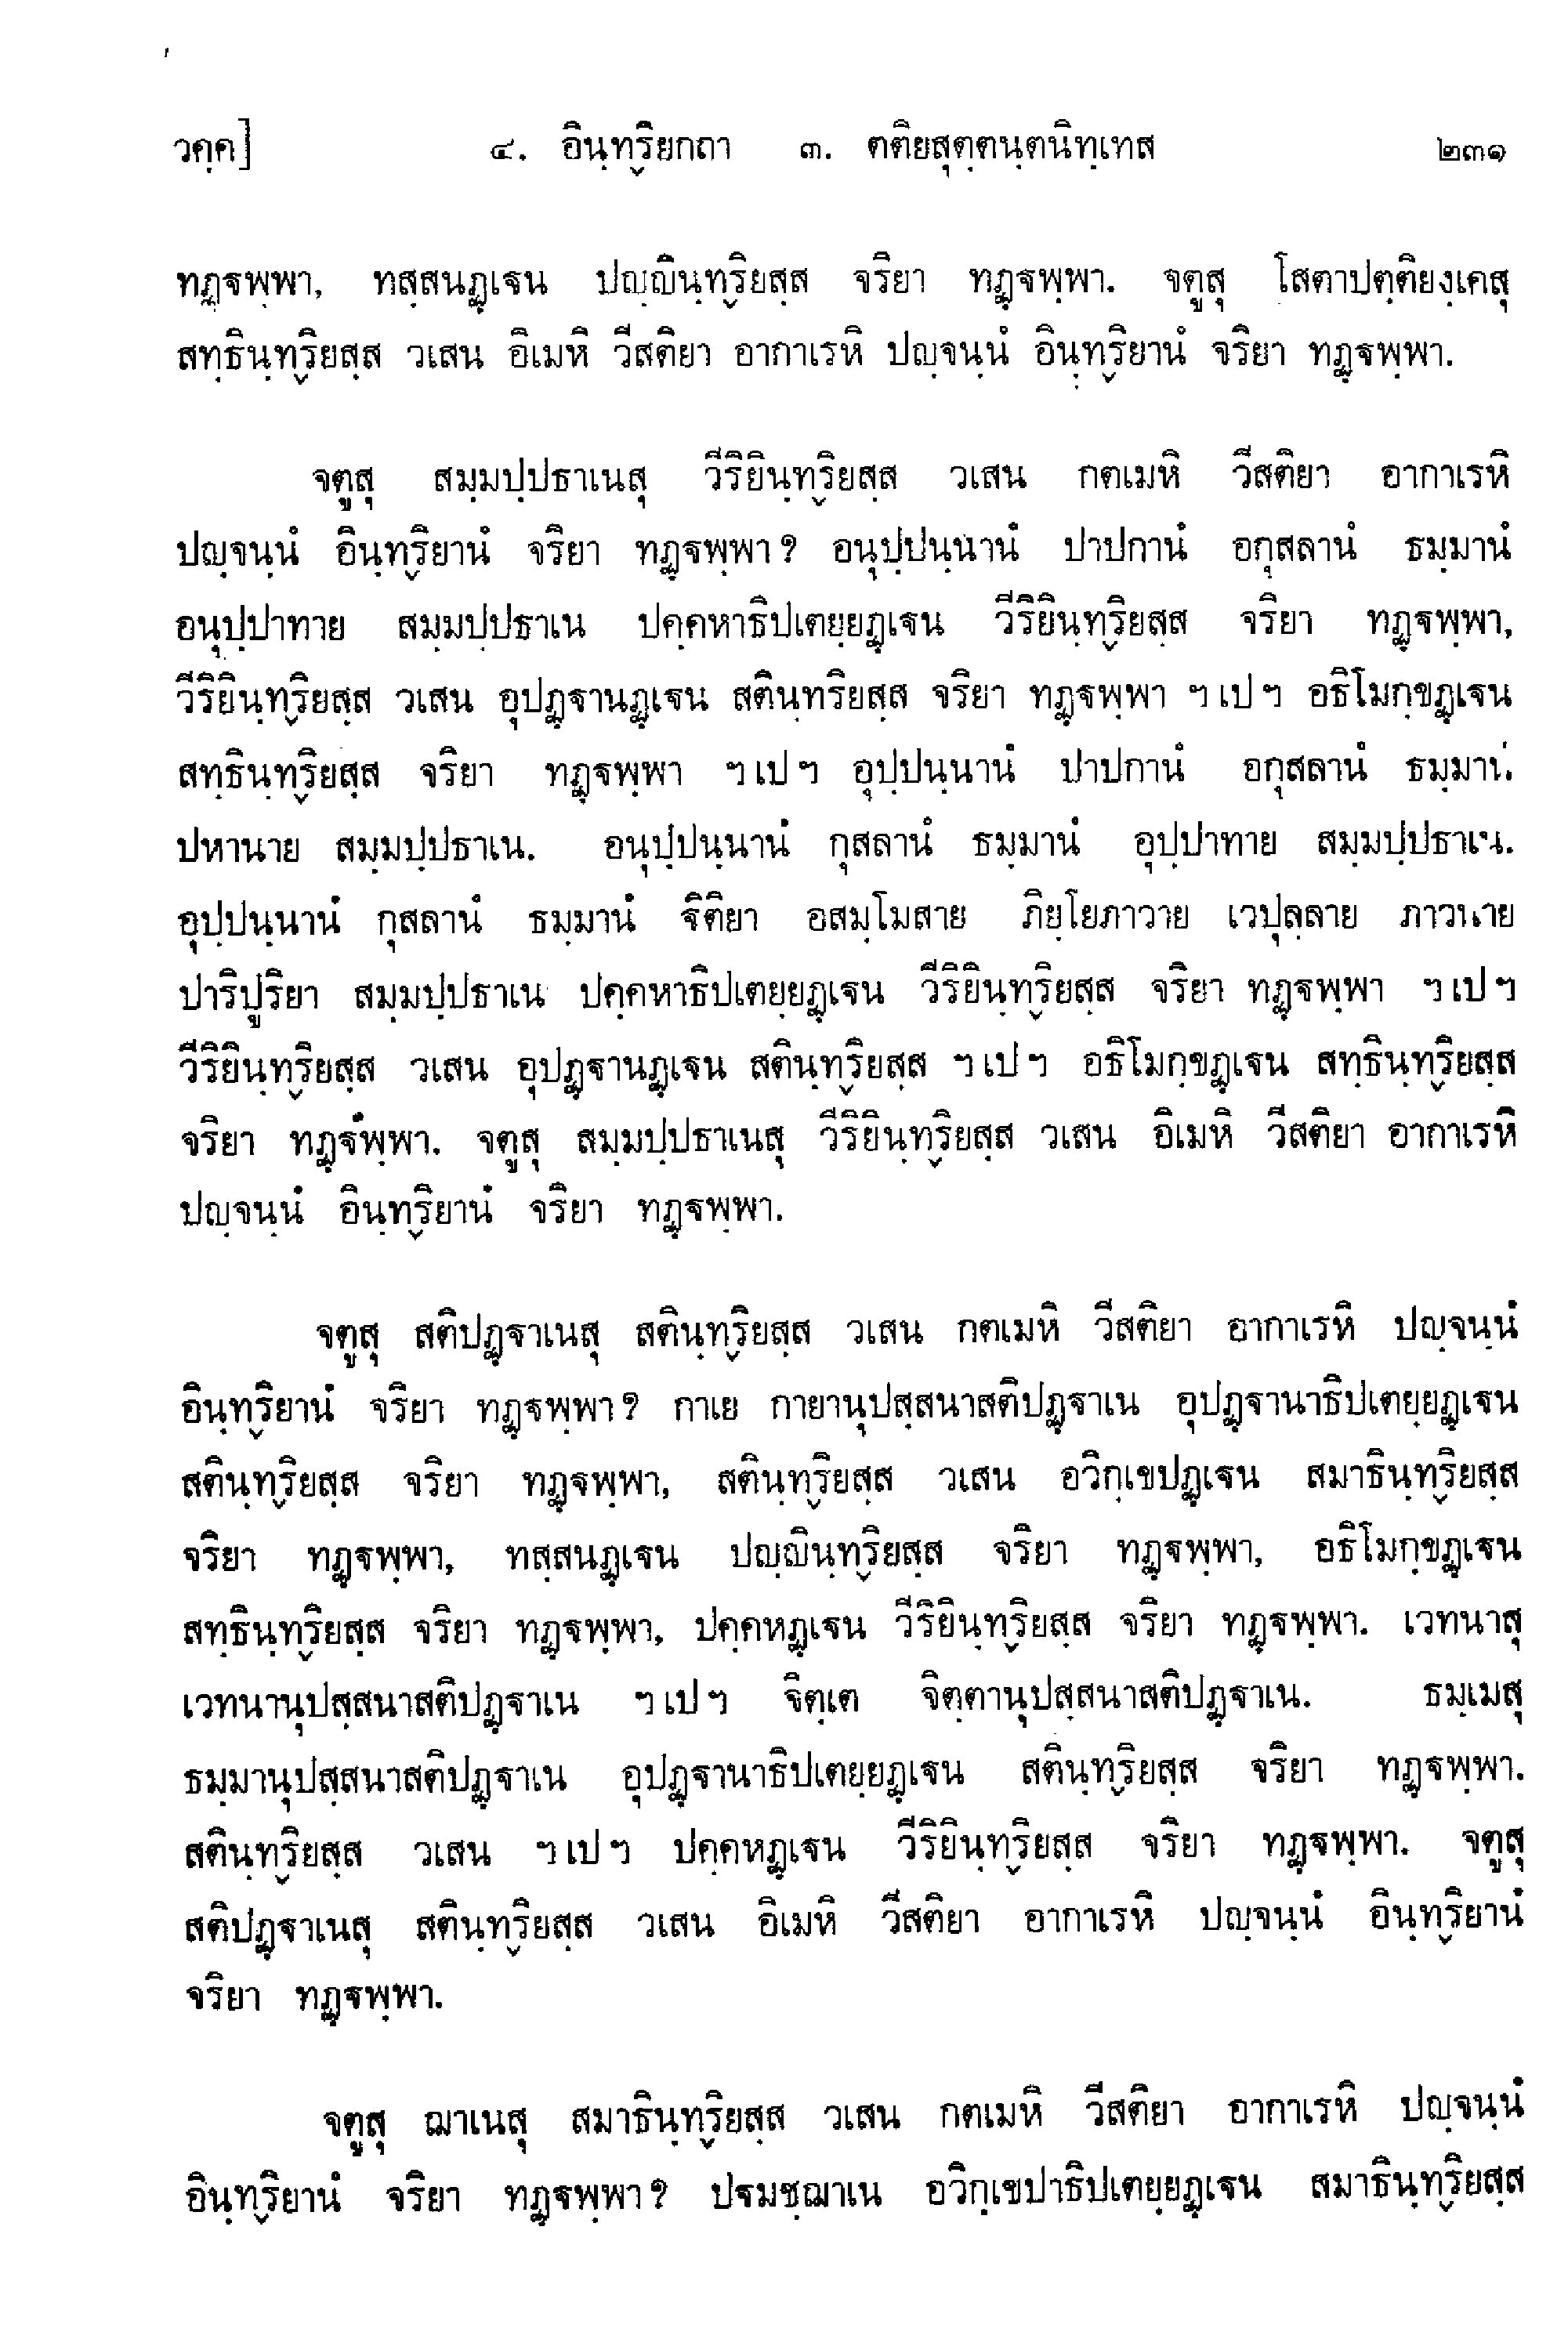 วคฺค]	๔. อินฺทฺริยกถา ๓. ตติยสุตฺตนฺตนิทฺเทส	๒๓๑
ทฏฺฐพฺพา, ทสฺสนฏฺเฐน ปญฺญินฺทฺริยสฺส จริยา ทฏฺฐพฺพา. จตูสุ โสตาปตฺติยงฺเคสุ
สทฺธินฺทฺริยสฺส วเสน อิเมหิ วีสติยา อากาเรหิ ปญฺจนฺนํ อินฺทฺริยานํ จริยา ทฏฺฐพฺพา.
จตูสุ สมฺมปฺปธาเนสุ วีริยินฺทฺริยสฺส วเสน กตเมหิ วีสติยา อากาเรหิ
ปญฺจนฺนํ อินฺทฺริยานํ จริยา ทฏฺฐพฺพา? อนุปฺปนฺนานํ ปาปกานํ อกุสลานํ ธมฺมานํ
อนุปฺปาทาย สมฺมปฺปธาเน ปคฺคหาธิปเตยฺยฏฺเฐน วีริยินฺทฺริยสฺส จริยา ทฏฺฐพฺพา,
วีริยินฺทฺริยสฺส วเสน อุปฏฺฐานฏฺเฐน สตินฺทริยสฺส จริยา ทฏฺฐพฺพา ฯเปฯ อธิโมกฺขฏฺเฐน
สทฺธินฺทฺริยสฺส จริยา ทฏฺฐพฺพา ฯเปฯ อุปฺปนฺนานํ ปาปกานํ อกุสลานํ ธมฺมานํ
ปหานาย สมฺมปฺปธาเน. อนุปฺปนฺนานํ กุสลานํ ธมฺมานํ อุปฺปาทาย สมฺมปฺปธาเน.
อุปฺปนฺนานํ กุสลานํ ธมฺมานํ ฐิติยา อสมฺโมสาย ภิยฺโยภาวาย เวปุลฺลาย ภาวนาย
ปาริปูริยา สมฺมปฺปธาเน ปคฺคหาธิปเตยฺยฏฺเฐน วีริยินฺทฺริยสฺส จริยา ทฏฺฐพฺพา ฯเปฯ
วีริยินฺทฺริยสฺส วเสน อุปฏฺฐานฏฺเฐน สตินฺทฺริยสฺส ฯเปฯ อธิโมกฺขฏฺเฐน สทฺธินฺทฺริยสฺส
จริยา ทฏฺฐพฺพา. จตูสุ สมฺมปฺปธาเนสุ วีริยินฺทฺริยสฺส วเสน อิเมหิ วีสติยา อากาเรหิ
ปญฺจนฺนํ อินฺทฺริยานํ จริยา ทฏฺฐพฺพา.
จตูสุ สติปฏฺฐาเนสุ สตินฺทฺริยสฺส วเสน กตเมหิ วีสติยา อากาเรหิ ปญฺจนฺนํ
อินฺทฺริยานํ จริยา ทฏฺฐพฺพา? กาเย กายานุปสฺสนาสติปฏฺฐาเน อุปฏฺฐานาธิปเตยฺยฏฺเฐน
สตินฺทฺริยสฺส จริยา ทฏฺฐพฺพา, สตินฺทฺริยสฺส วเสน อวิกฺเขปฏฺเฐน สมาธินฺทฺริยสฺส
จริยา ทฏฺฐพฺพา, ทสฺสนฏฺเฐน ปญฺญินฺทฺริยสฺส จริยา ทฏฺฐพฺพา, อธิโมกฺขฏฺเฐน
สทฺธินฺทฺริยสฺส จริยา ทฏฺฐพฺพา, ปคฺคหฏฺเฐน วีริยินฺทฺริยสฺส จริยา ทฏฺฐพฺพา. เวทนาสุ
เวทนานุปสฺสนาสติปฏฺฐาเน ฯเปฯ จิตฺเต จิตฺตานุปสฺสนาสติปฏฺฐาเน. ธมฺเมสุ
ธมฺมานุปสฺสนาสติปฏฺฐาเน อุปฏฺฐานาธิปเตยฺยฏฺเฐน สตินฺทฺริยสฺส จริยา ทฏฺฐพฺพา.
สตินฺทฺริยสฺส วเสน ฯเปฯ ปคฺคหฏฺเฐน วีริยินฺทฺริยสฺส จริยา ทฏฺฐพฺพา. จตูสุ
สติปฏฺฐาเนสุ สตินฺทฺริยสฺส วเสน อิเมหิ วีสติยา อากาเรหิ ปญฺจนฺนํ อินฺทฺริยานํ
จริยา ทฏฺฐพฺพา.
จตูสุ ฌาเนสุ สมาธินฺทฺริยสฺส วเสน กตเมหิ วีสติยา อากาเรหิ ปญฺจนฺนํ
อินฺทฺริยานํ จริยา ทฏฺฐพฺพา? ปฐมชฺฌาเน อวิกฺเขปาธิปเตยฺยฏฺเฐน สมาธินฺทฺริยสฺส